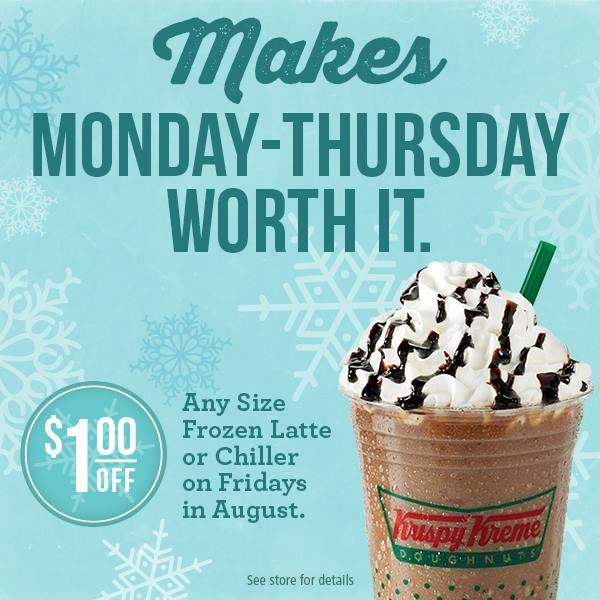 Makes
MONDAY-THURSDAY
WORTH IT.
$1.00
OFF
Any Size
Frozen Latte
or Chiller
on Fridays
in August.
Krispy Kreme
DOUGHNUTS
See store for details